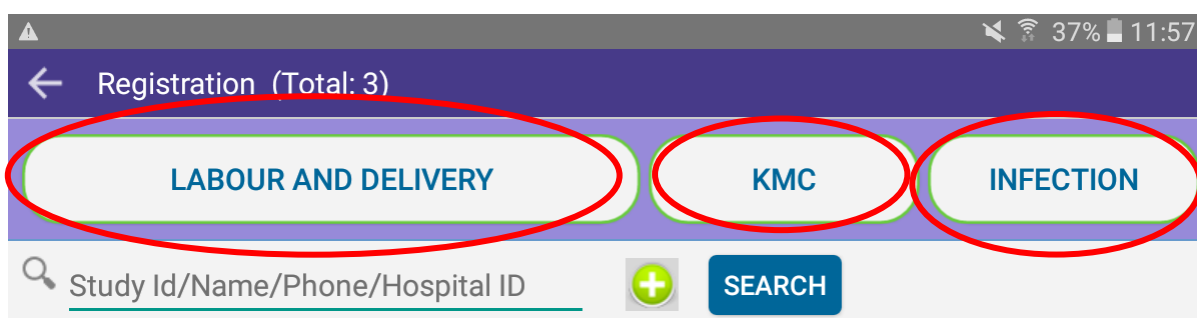 37% 11:57
Registration (Total: 3)
LABOUR AND DELIVERY KMC INFECTION
Study Id/Name/Phone/Hospital ID SEARCH